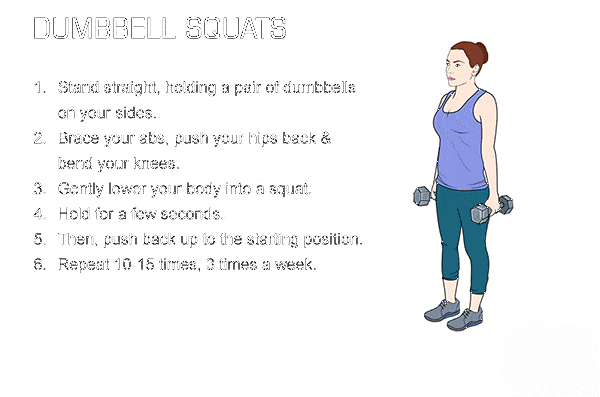 DUMBBELL SQUATS
1. Stand straight, holding a pair of dumbbells
on your sides.
2. Brace your abs, push your hips back &
bend your knees.
3. Gently lower your body into a squat.
4. Hold for a few seconds.
5. Then, push back up to the starting position.
6. Repeat 10-15 times, 3 times a week.